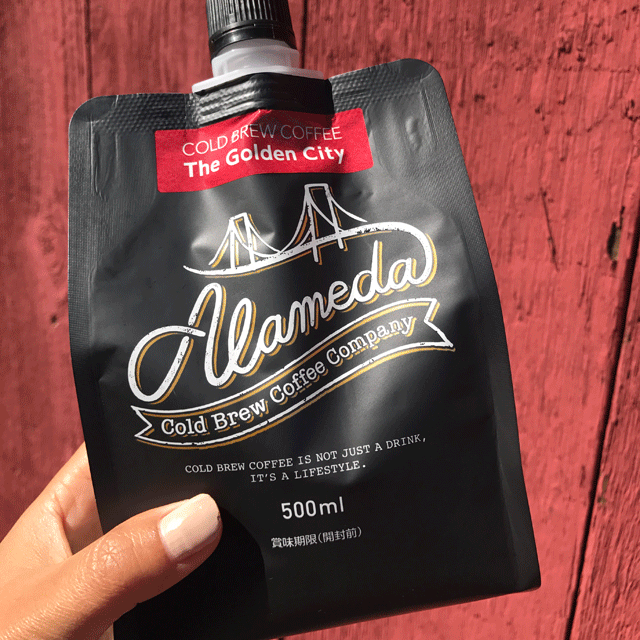 COLD BREW COFFEE
The Golden City
Alameda
Cold Brew Coffee Company
COLD BREW COFFEE IS NOT JUST A DRINK,
IT'S A LIFESTYLE.
500ml
賞味期限(開封前)